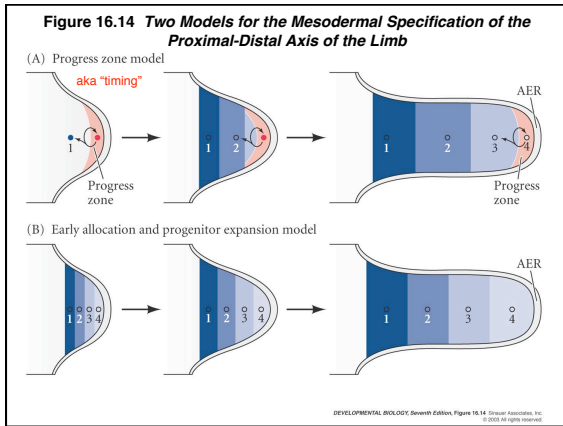 Figure 16.14 Two Models for the Mesodermal Specification of the
Proximal-Distal Axis of the Limb
(A) Progress zone model
aka “timing”
AER
1
1 2
1 2 3 4
Progress
zone
Progress
zone
(B) Early allocation and progenitor expansion model
AER
1 2 3 4
1 2 3 4
1 2 3 4
DEVELOPMENTAL BIOLOGY, Seventh Edition, Figure 16.14 Sinauer Associates, Inc.
© 2003 All rights reserved.